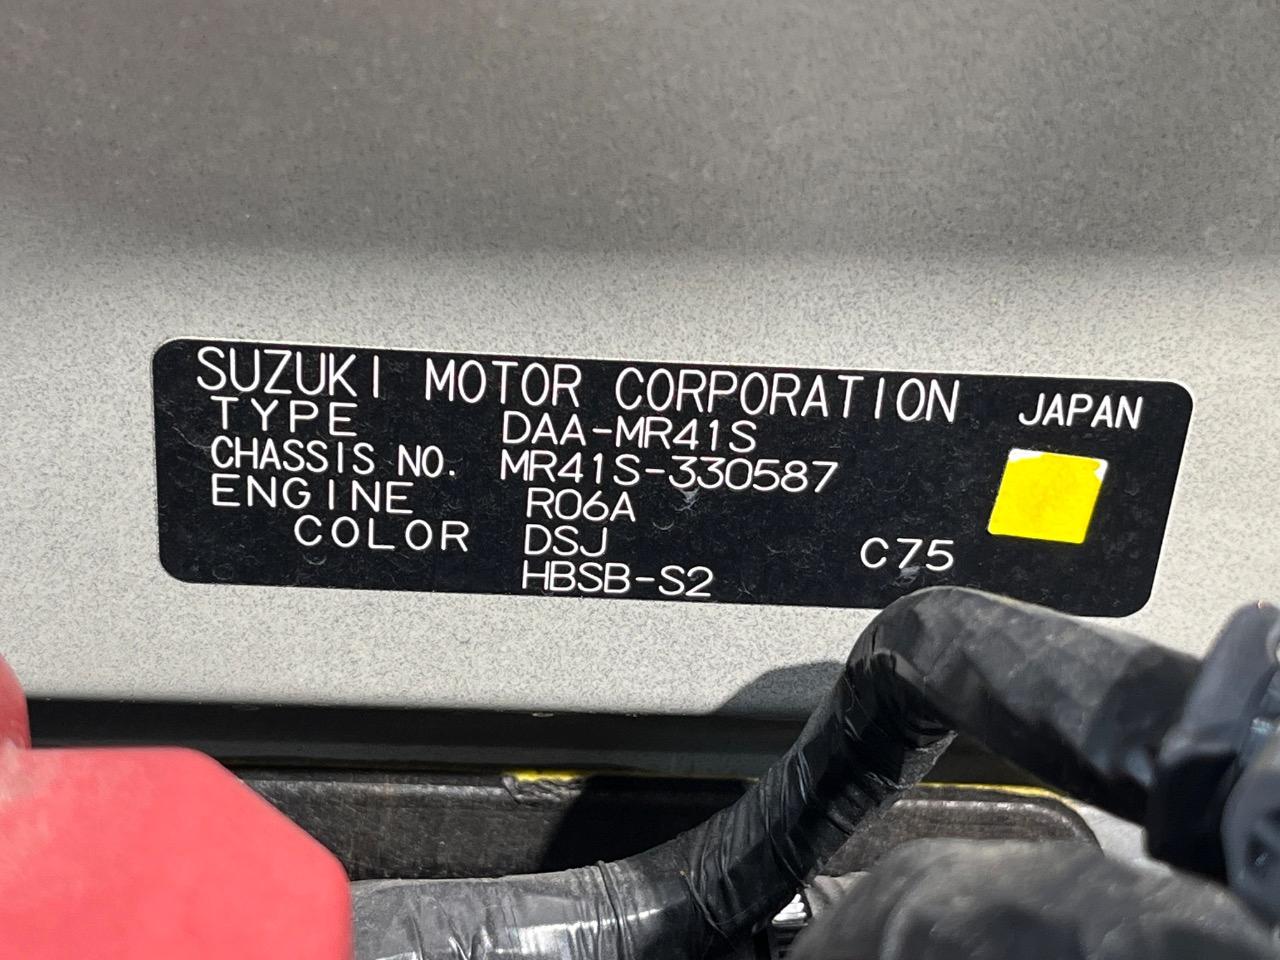 SUZUKI MOTOR CORPORATION JAPAN
TYPE DAA-MR41S
CHASSIS NO. MR41S-330587
ENGINE R06A
COLOR DSJ C75
HBSB-S2